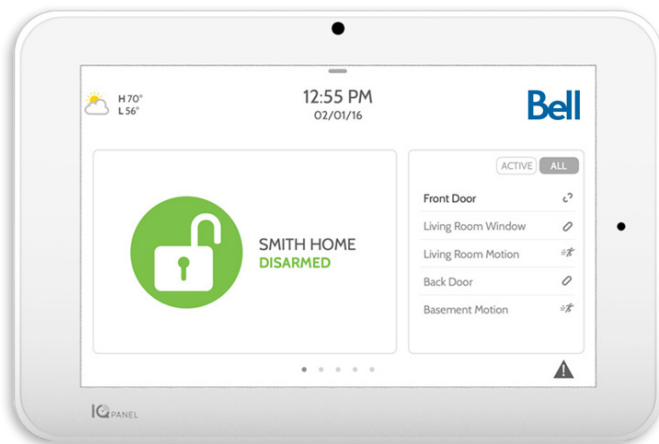 H 70°
L 56°
12:55 PM
02/01/16
Bell
ACTIVE
ALL
SMITH HOME
DISARMED
Front Door
Living Room Window
Living Room Motion
Back Door
Basement Motion
IQ PANEL